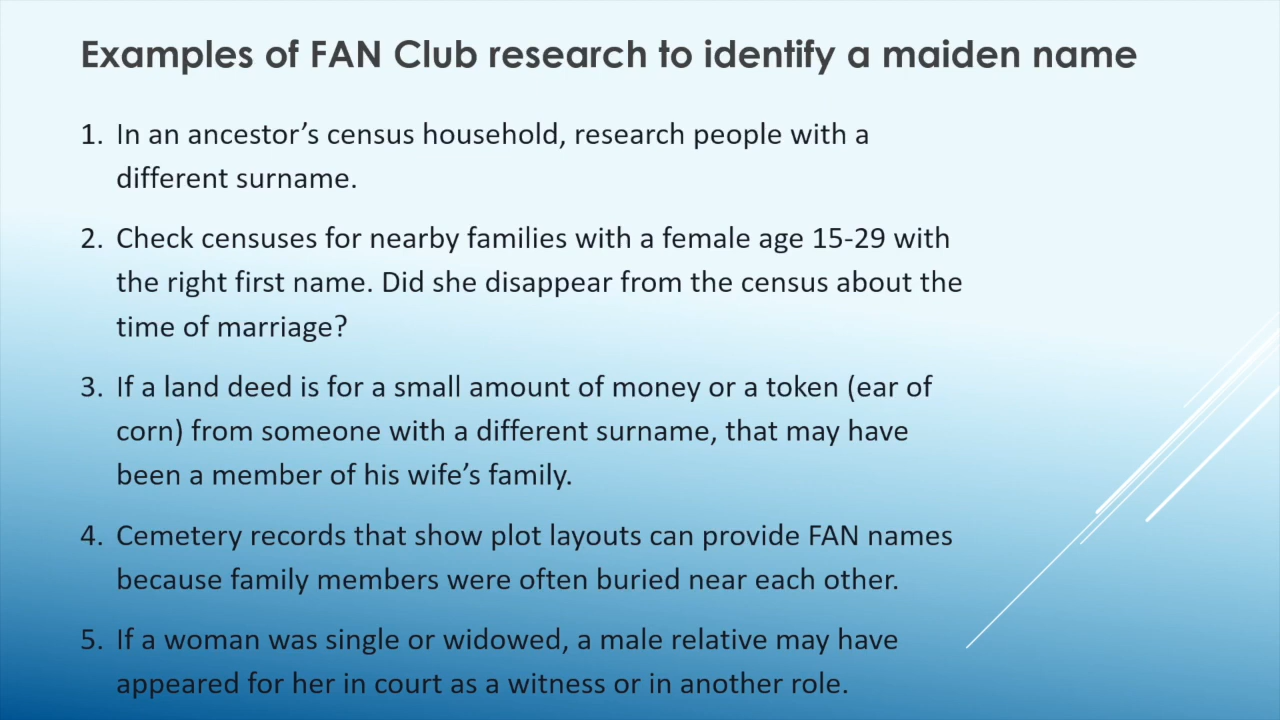 Examples of FAN Club research to identify a maiden name
1. In an ancestor’s census household, research people with a
different surname.
2. Check censuses for nearby families with a female age 15-29 with
the right first name. Did she disappear from the census about the
time of marriage?
3. If a land deed is for a small amount of money or a token (ear of
corn) from someone with a different surname, that may have
been a member of his wife’s family.
4. Cemetery records that show plot layouts can provide FAN names
because family members were often buried near each other.
5. If a woman was single or widowed, a male relative may have
appeared for her in court as a witness or in another role.